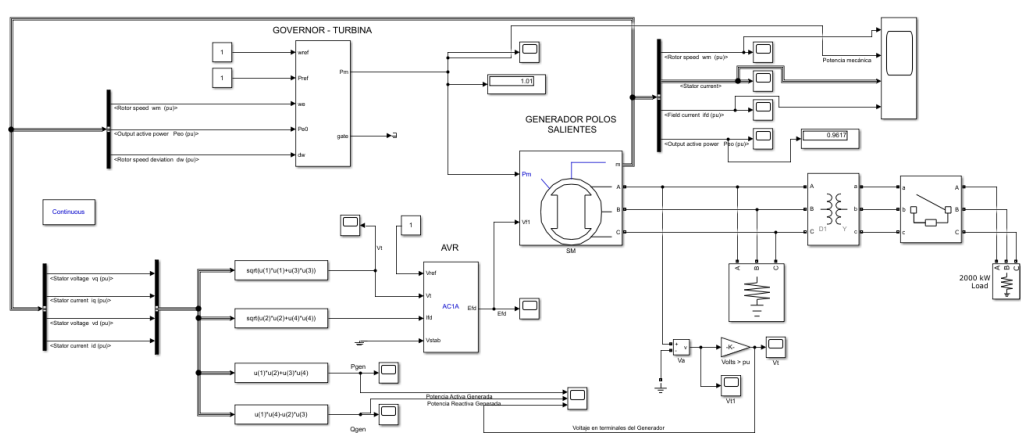 GOVERNOR - TURBINA
1
wref
1
Pref
Pm
<Rotor speed wm (pu)>
we
<Output active power Peo (pu)>
Pe0
gate
<Rotor speed deviation dw (pu)>
dw
1.01
<Rotor speed wm (pu)>
Potencia mecánica
<Stator current>
<Field current ifd (pu)>
<Output active power Peo (pu)>
0.9617
GENERADOR POLOS
SALIENTES
Pm
m
A
Vf1
B
C
SM
A
a
B
b
C
c
D1
Y
a
A
b
B
c
C
A
B
C
A
B
C
2000 kW
Load
Continuous
<Stator voltage vq (pu)>
<Stator current iq (pu)>
<Stator voltage vd (pu)>
<Stator current id (pu)>
Vt
1
AVR
sqrt(u(1)*u(1)+u(3)*u(3))
sqrt(u(2)*u(2)+u(4)*u(4))
u(1)*u(2)+u(3)*u(4)
u(1)*u(4)-u(2)*u(3)
Vref
Vt
AC1A
Efd
Ifd
Vstab
Efd
Pgen
Qgen
Potencia Activa Generada
Potencia Reactiva Generada
Voltaje en terminales del Generador
+
-
v
Va
-K-
Volts > pu
Vt
Vt1